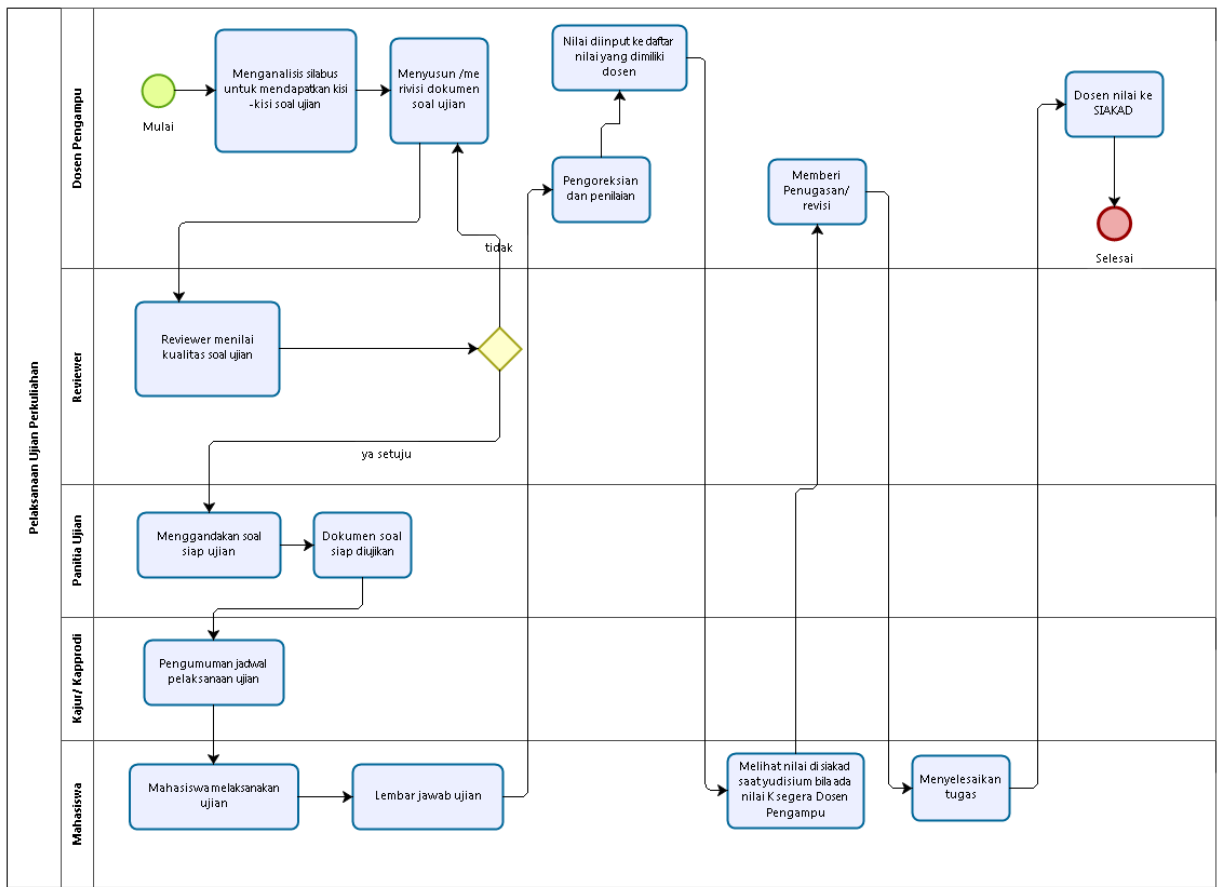 Pelaksanaan Ujian Perkuliahan
Dosen Pengampu
Mulai
Menganalisis silabus
untuk mendapatkan kisi
-kisi soal ujian
Menyusun /me
rivisi dokumen
soal ujian
Nilai diinput ke daftar
nilai yang dimiliki
dosen
Pengoreksian
dan penilaian
Memberi
Penugasan/
revisi
Dosen nilai ke
SIAKAD
Selesai
tidak
Reviewer
Reviewer menilai
kualitas soal ujian
ya setuju
Panitia Ujian
Menggandakan soal
siap ujian
Dokumen soal
siap diujikan
Kajur/ Kapprodi
Pengumuman jadwal
pelaksanaan ujian
Mahasiswa
Mahasiswa melaksanakan
ujian
Lembar jawab ujian
Melihat nilai disiakad
saat yudisium bila ada
nilai K segera Dosen
Pengampu
Menyelesaikan
tugas